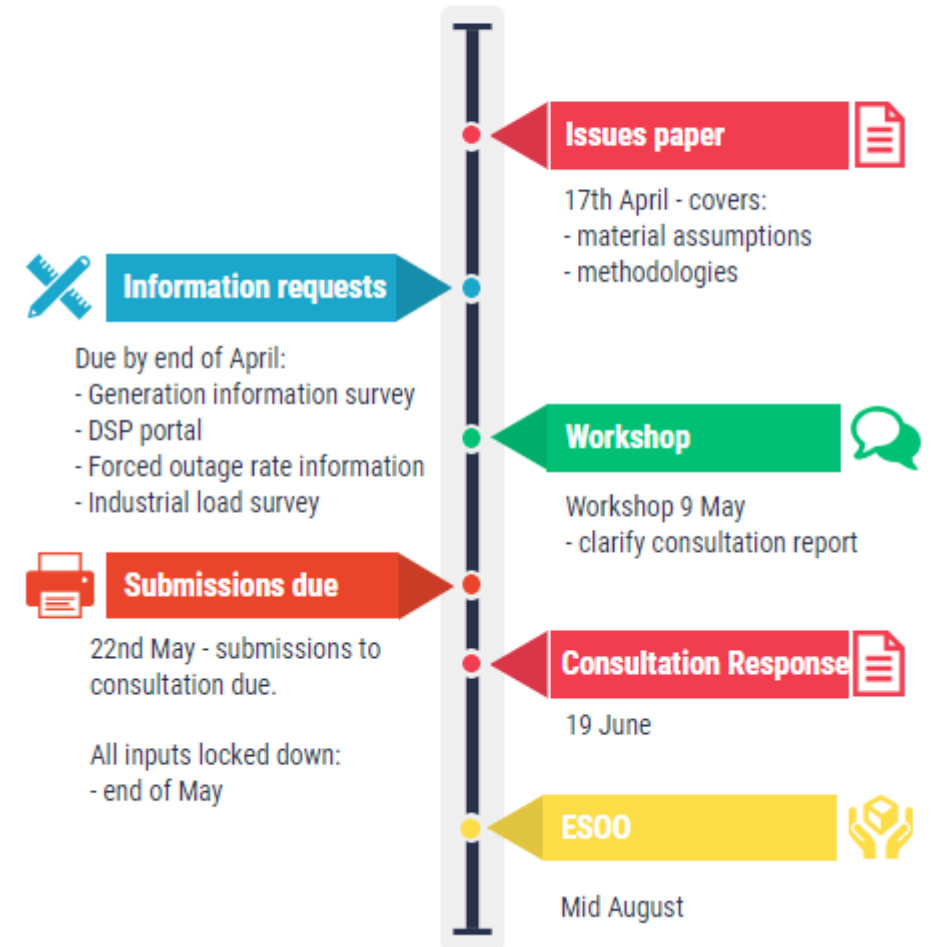 Issues paper
17th April - covers:
- material assumptions
- methodologies
Information requests
Due by end of April:
- Generation information survey
- DSP portal
- Forced outage rate information
- Industrial load survey
Workshop
Workshop 9 May
- clarify consultation report
Submissions due
22nd May - submissions to
consultation due.
All inputs locked down:
- end of May
Consultation Response
19 June
ESOO
Mid August